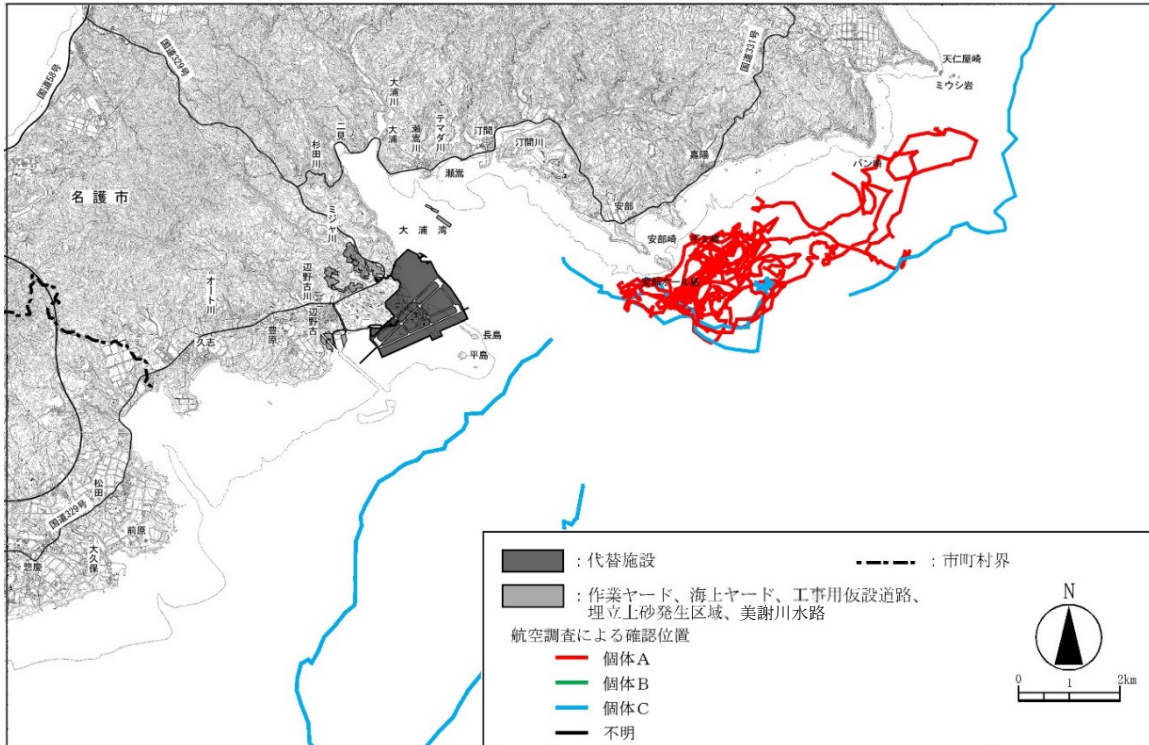 国道58号
国道329号
国道331号
天仁屋崎
ミウシ岩
バン崎
嘉陽
汀間
汀間川
テマダ川
瀬嵩川
大浦川
大浦
二見
杉田川
瀬嵩
安部
安部崎
名護市
ミジャ川
大浦湾
辺野古川
辺野古
オート川
久志
豊原
長島
平島
松田
国道329号
前原
大久保
惣慶
：代替施設
：市町村界
：作業ヤード、海上ヤード、工事用仮設道路、
埋立土砂発生区域、美謝川水路
航空調査による確認位置
個体A
個体B
個体C
不明
N
0 1 2km